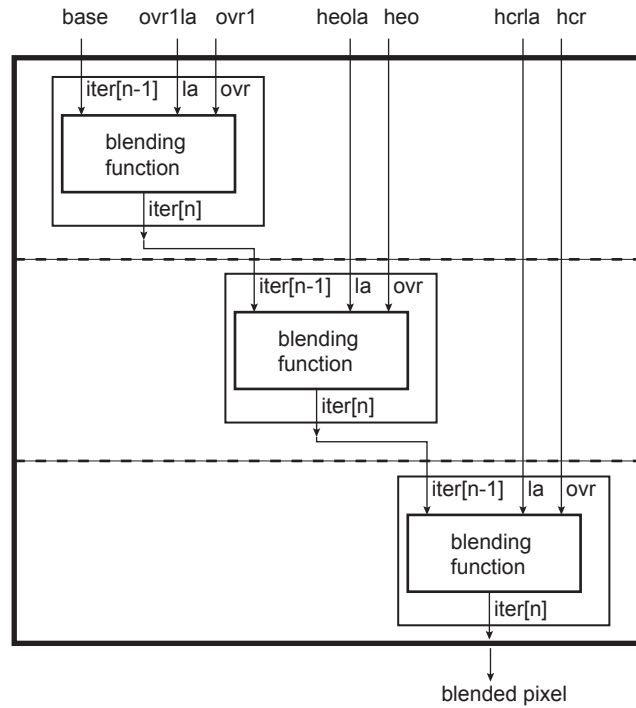 base ovr1la ovr1 heola heo hcrla hcr
iter[n-1] la ovr
blending
function
iter[n]
iter[n-1] la ovr
blending
function
iter[n]
iter[n-1] la ovr
blending
function
iter[n]
blended pixel